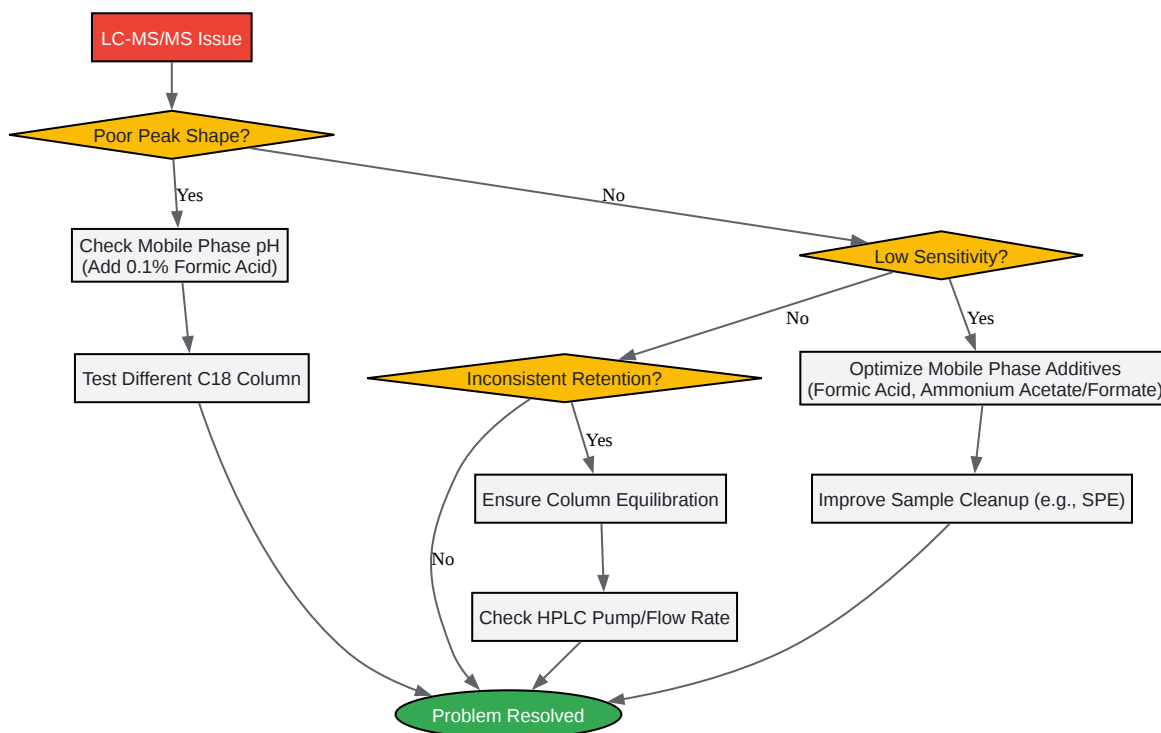 LC-MS/MS Issue
Poor Peak Shape?
Yes
No
Check Mobile Phase pH
(Add 0.1% Formic Acid)
Low Sensitivity?
No
Yes
Test Different C18 Column
Inconsistent Retention?
Optimize Mobile Phase Additives
(Formic Acid, Ammonium Acetate/Formate)
Yes
Ensure Column Equilibration
Improve Sample Cleanup (e.g., SPE)
No
Check HPLC Pump/Flow Rate
Problem Resolved